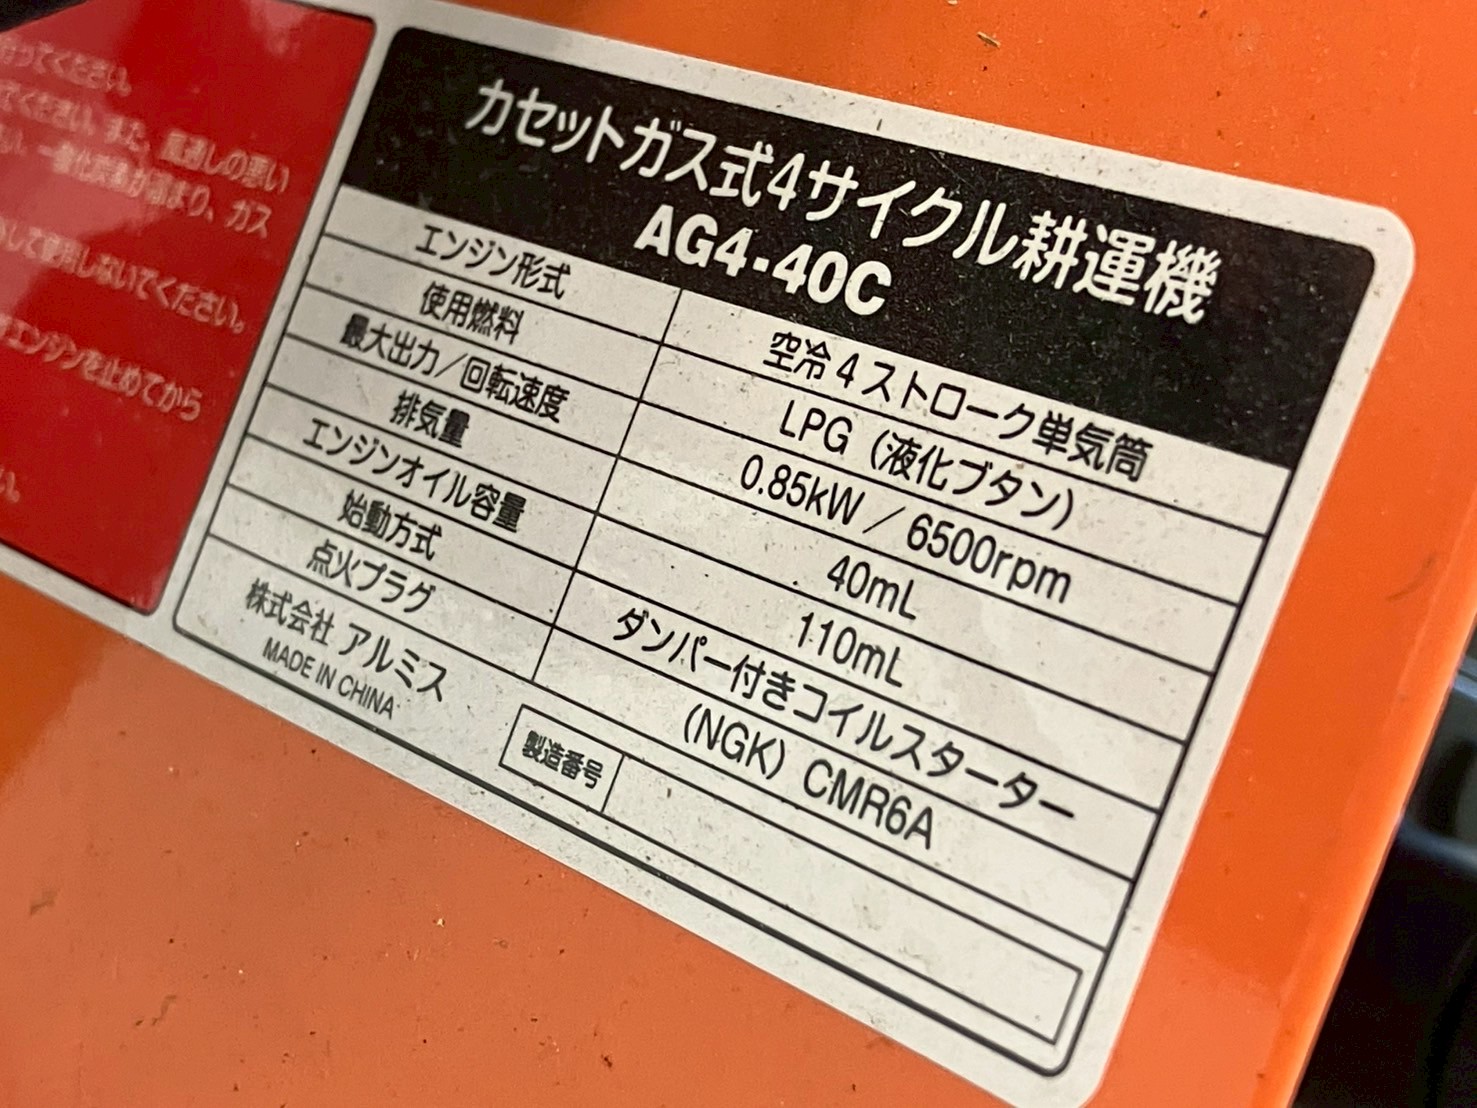 行ってください。
てください。また、風通しの悪い
一酸化炭素が溜まり、ガス
して使用しないでください。
エンジンを止めてから
い。
カセットガス式4サイクル耕運機
AG4-40C
エンジン形式 空冷4ストローク単気筒
使用燃料 LPG（液化ブタン）
最大出力／回転速度 0.85kW／6500rpm
排気量 40mL
エンジンオイル容量 110mL
始動方式 ダンパー付きコイルスターター
点火プラグ (NGK) CMR6A
株式会社 アルミス
MADE IN CHINA
製造番号